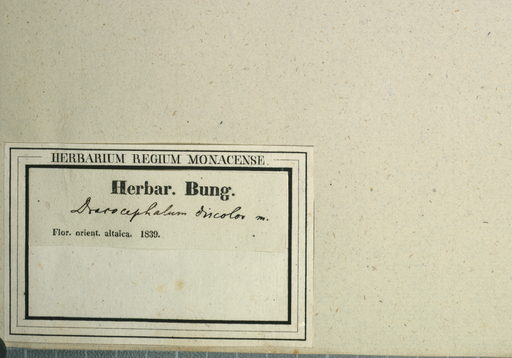 HERBARIUM REGIUM MONACENSE.
Herbar. Bung.
Dracocephalum discolor m.
Flor. orient. altaica. 1839.